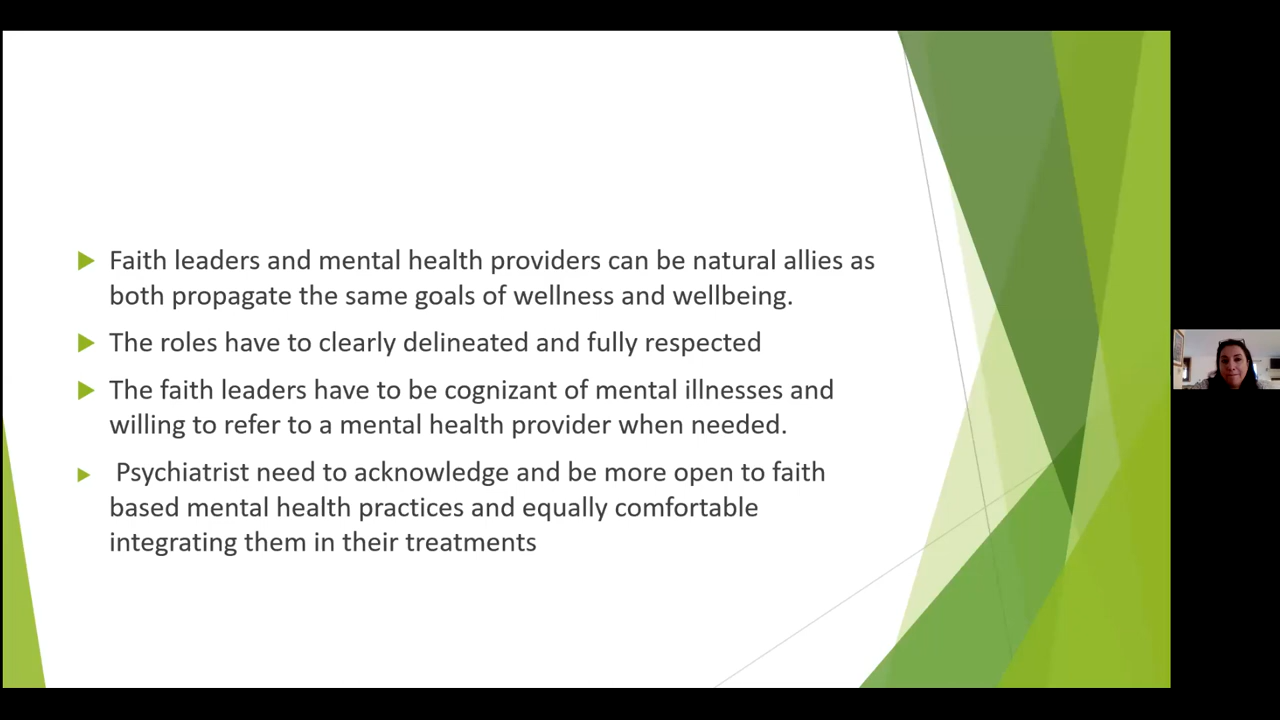 Faith leaders and mental health providers can be natural allies as
both propagate the same goals of wellness and wellbeing.
The roles have to clearly delineated and fully respected
The faith leaders have to be cognizant of mental illnesses and
willing to refer to a mental health provider when needed.
Psychiatrist need to acknowledge and be more open to faith
based mental health practices and equally comfortable
integrating them in their treatments